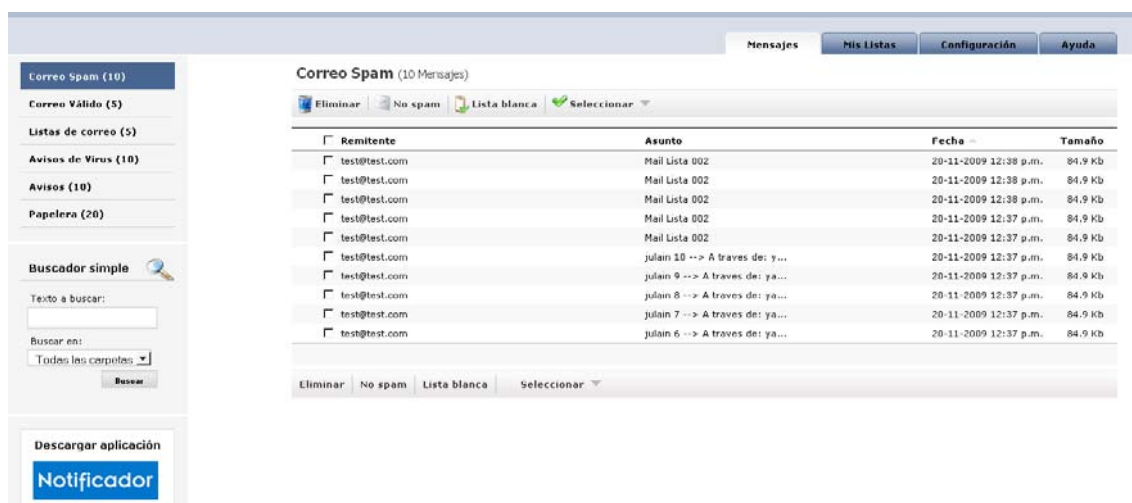 Mensajes Mis Listas Configuración Ayuda
Correo Spam (10)
Correo Válido (5)
Listas de correo (5)
Avisos de Virus (10)
Avisos (10)
Papelera (20)
Buscador simple
Texto a buscar:
Buscar en:
Todas las carpetas
Buscar
Descargar aplicación
Notificador
Correo Spam (10 Mensajes)
Eliminar No spam Lista blanca Seleccionar
Remitente Asunto Fecha Tamaño
test@test.com Mail Lista 002 20-11-2009 12:38 p.m. 84.9 Kb
test@test.com Mail Lista 002 20-11-2009 12:38 p.m. 84.9 Kb
test@test.com Mail Lista 002 20-11-2009 12:38 p.m. 84.9 Kb
test@test.com Mail Lista 002 20-11-2009 12:37 p.m. 84.9 Kb
test@test.com Mail Lista 002 20-11-2009 12:37 p.m. 84.9 Kb
test@test.com julain 10 --> A traves de: y... 20-11-2009 12:37 p.m. 84.9 Kb
test@test.com julain 9 --> A traves de: ya... 20-11-2009 12:37 p.m. 84.9 Kb
test@test.com julain 8 --> A traves de: ya... 20-11-2009 12:37 p.m. 84.9 Kb
test@test.com julain 7 --> A traves de: ya... 20-11-2009 12:37 p.m. 84.9 Kb
test@test.com julain 6 --> A traves de: ya... 20-11-2009 12:37 p.m. 84.9 Kb
Eliminar No spam Lista blanca Seleccionar